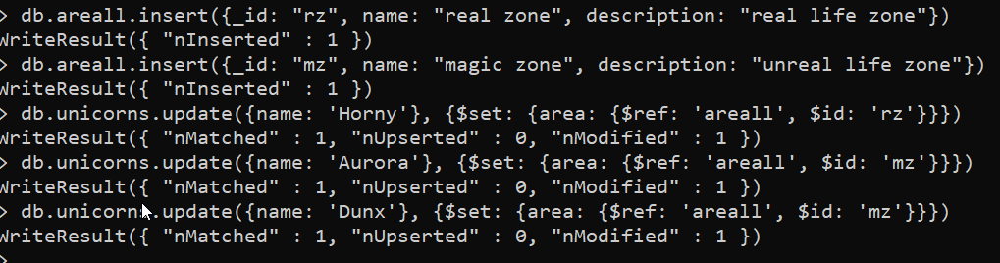 > db.areall.insert({_id: "rz", name: "real zone", description: "real life zone"})
WriteResult({ "nInserted" : 1 })
> db.areall.insert({_id: "mz", name: "magic zone", description: "unreal life zone"})
WriteResult({ "nInserted" : 1 })
> db.unicorns.update({name: 'Horny'}, {$set: {area: {$ref: 'areall', $id: 'rz'}}})
WriteResult({ "nMatched" : 1, "nUpserted" : 0, "nModified" : 1 })
> db.unicorns.update({name: 'Aurora'}, {$set: {area: {$ref: 'areall', $id: 'mz'}}})
WriteResult({ "nMatched" : 1, "nUpserted" : 0, "nModified" : 1 })
> db.unicorns.update({name: 'Dunx'}, {$set: {area: {$ref: 'areall', $id: 'mz'}}})
WriteResult({ "nMatched" : 1, "nUpserted" : 0, "nModified" : 1 })
>